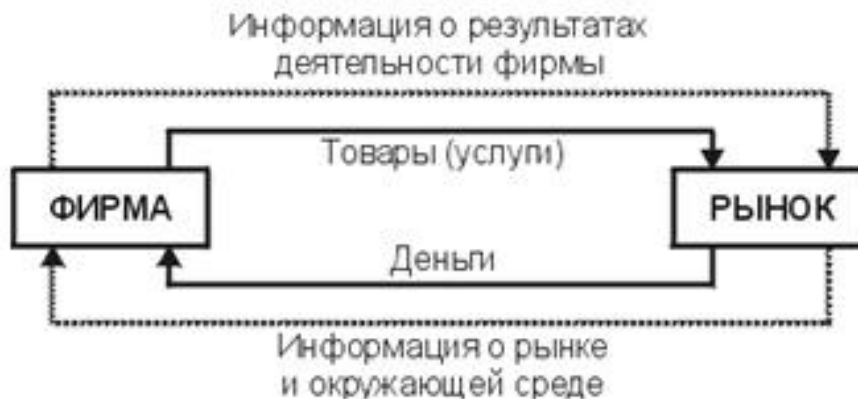 Информация о результатах
деятельности фирмы
Товары (услуги)
ФИРМА
РЫНОК
Деньги
Информация о рынке
и окружающей среде